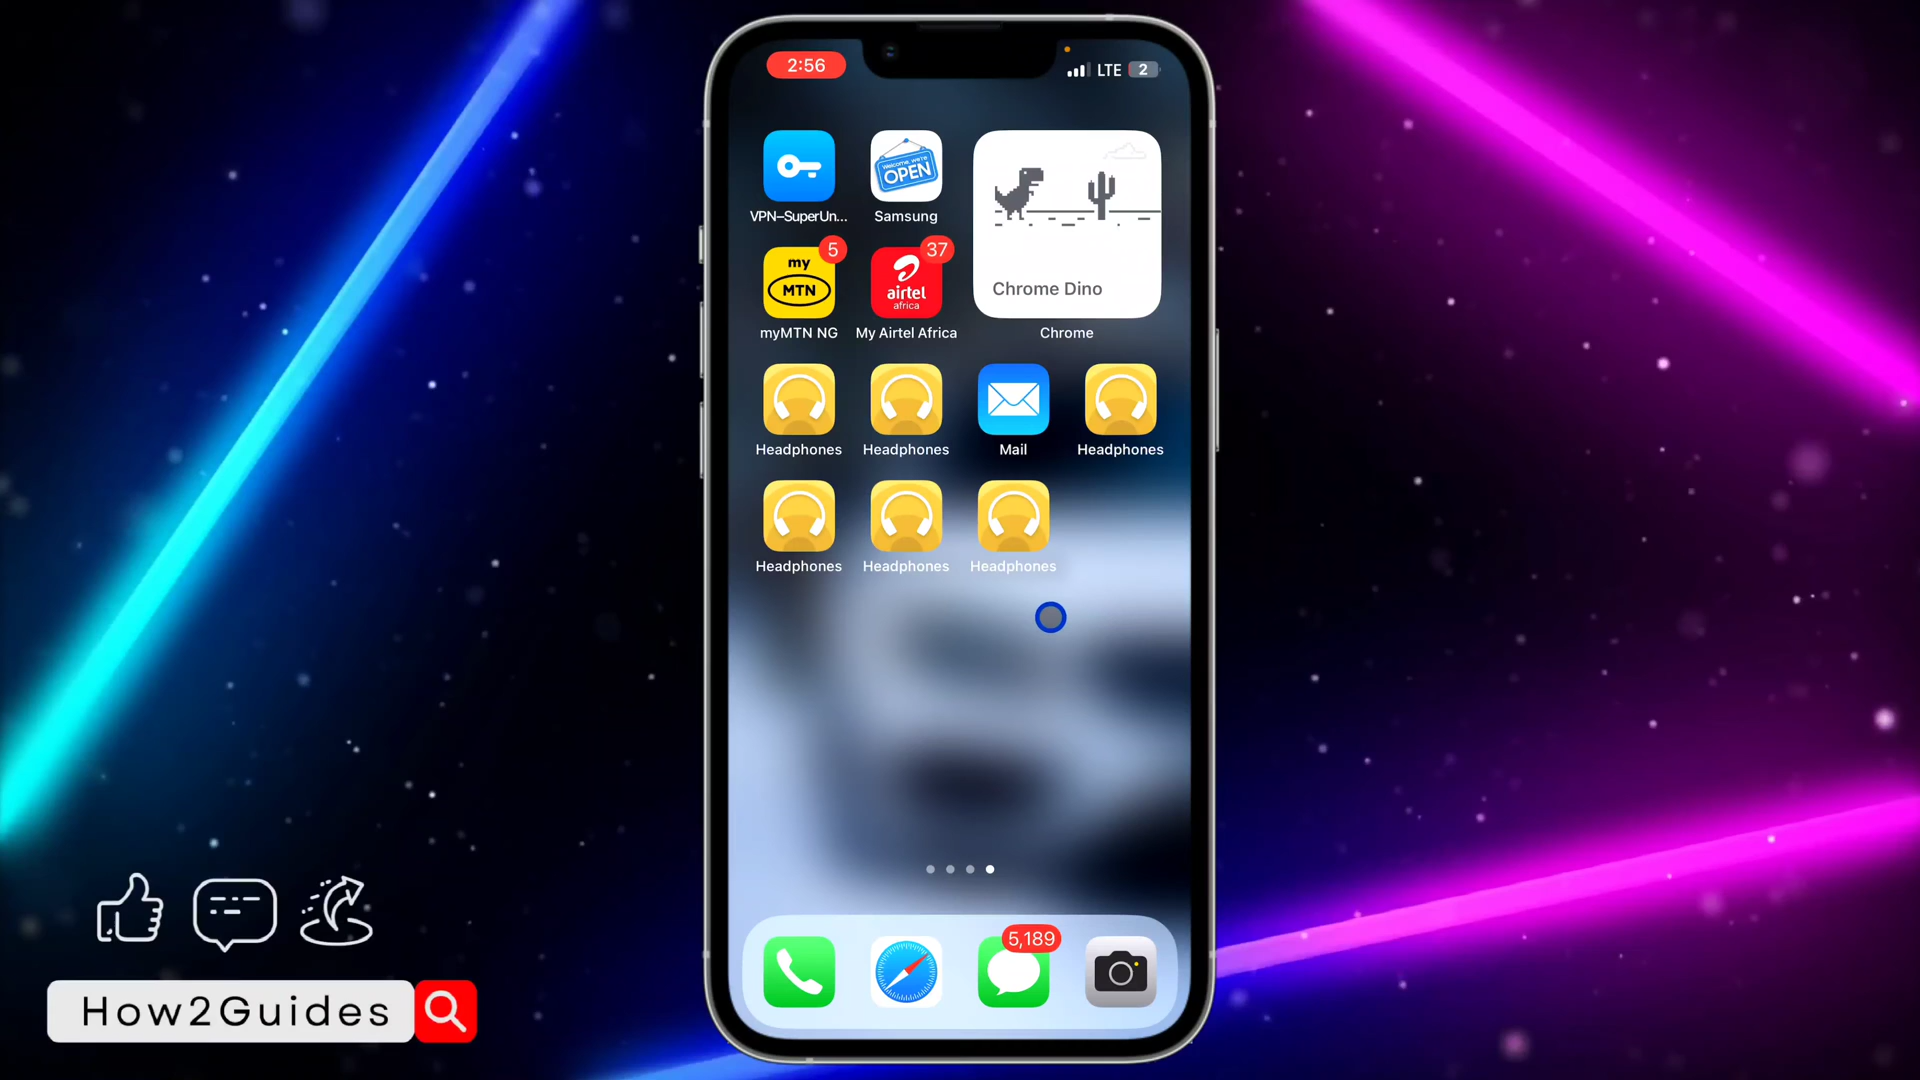 2:56
LTE 2
Welcome, we're
OPEN
VPN–SuperUn...
Samsung
5
37
my
MTN
airtel
africa
Chrome Dino
myMTN NG
My Airtel Africa
Chrome
Headphones
Headphones
Mail
Headphones
Headphones
Headphones
Headphones
5,189
How2Guides